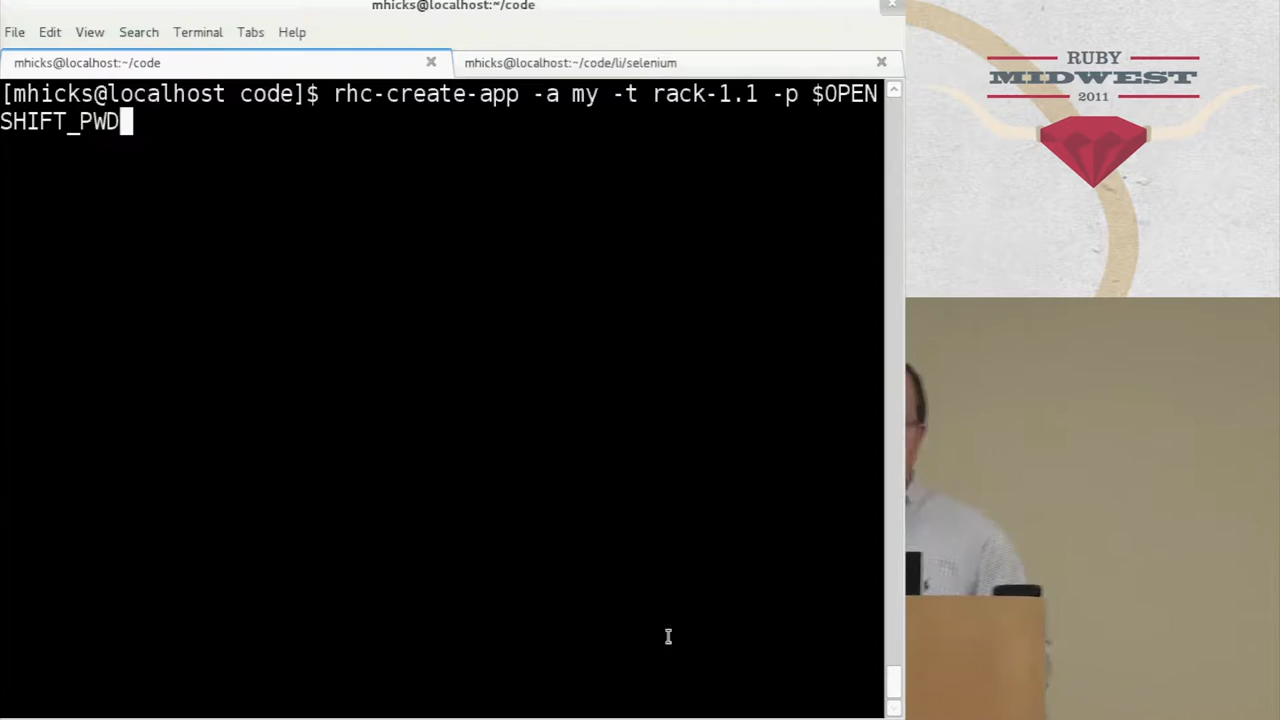 mhicks@localhost:~/code
File Edit View Search Terminal Tabs Help
mhicks@localhost:~/code
mhicks@localhost:~/code/li/selenium
[mhicks@localhost code]$ rhc-create-app -a my -t rack-1.1 -p $OPEN
SHIFT_PWD
RUBY
MIDWEST
2011